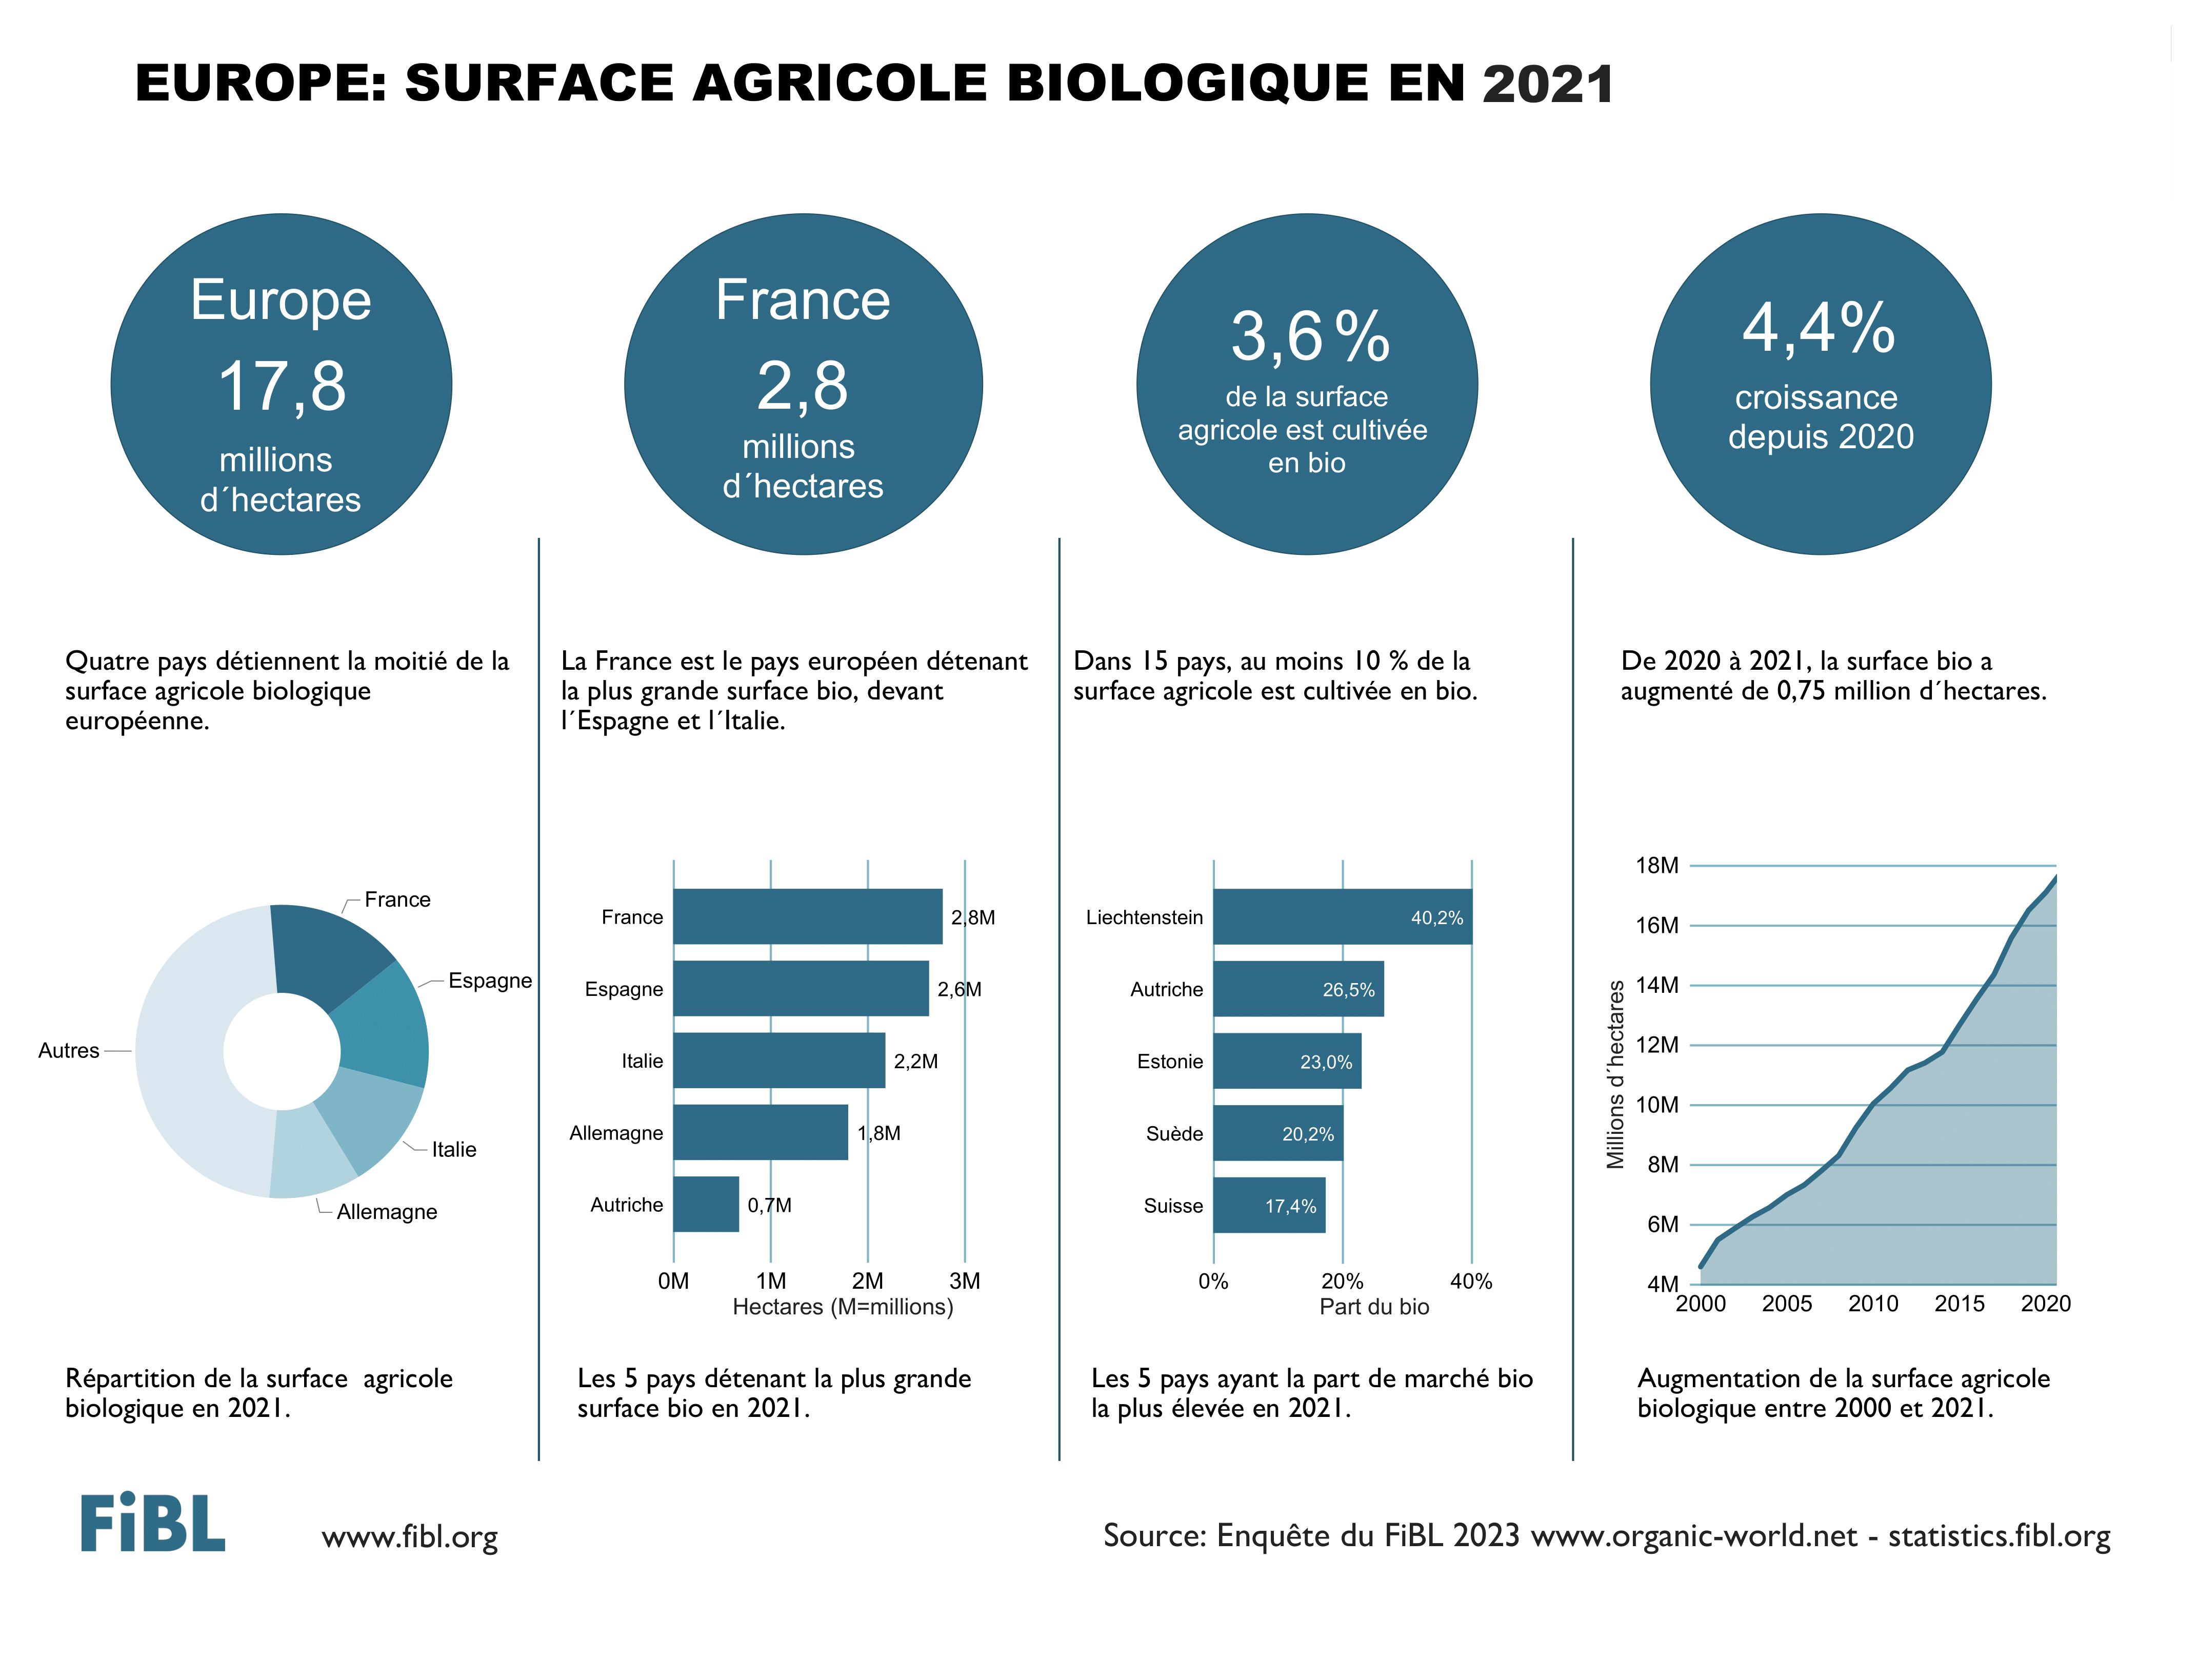 EUROPE: SURFACE AGRICOLE BIOLOGIQUE EN 2021
Europe
17,8
millions
d´hectares
France
2,8
millions
d´hectares
3,6 %
de la surface
agricole est cultivée
en bio
4,4%
croissance
depuis 2020
Quatre pays détiennent la moitié de la
surface agricole biologique
européenne.
La France est le pays européen détenant
la plus grande surface bio, devant
l´Espagne et l´Italie.
Dans 15 pays, au moins 10 % de la
surface agricole est cultivée en bio.
De 2020 à 2021, la surface bio a
augmenté de 0,75 million d´hectares.
France
Espagne
Autres
Italie
Allemagne
France 2,8M
Espagne 2,6M
Italie 2,2M
Allemagne 1,8M
Autriche 0,7M
0M 1M 2M 3M
Hectares (M=millions)
Liechtenstein 40,2%
Autriche 26,5%
Estonie 23,0%
Suède 20,2%
Suisse 17,4%
0% 20% 40%
Part du bio
Millions d´hectares
18M
16M
14M
12M
10M
8M
6M
4M
2000 2005 2010 2015 2020
Répartition de la surface  agricole
biologique en 2021.
Les 5 pays détenant la plus grande
surface bio en 2021.
Les 5 pays ayant la part de marché bio
la plus élevée en 2021.
Augmentation de la surface agricole
biologique entre 2000 et 2021.
FiBL
www.fibl.org
Source: Enquête du FiBL 2023 www.organic-world.net - statistics.fibl.org